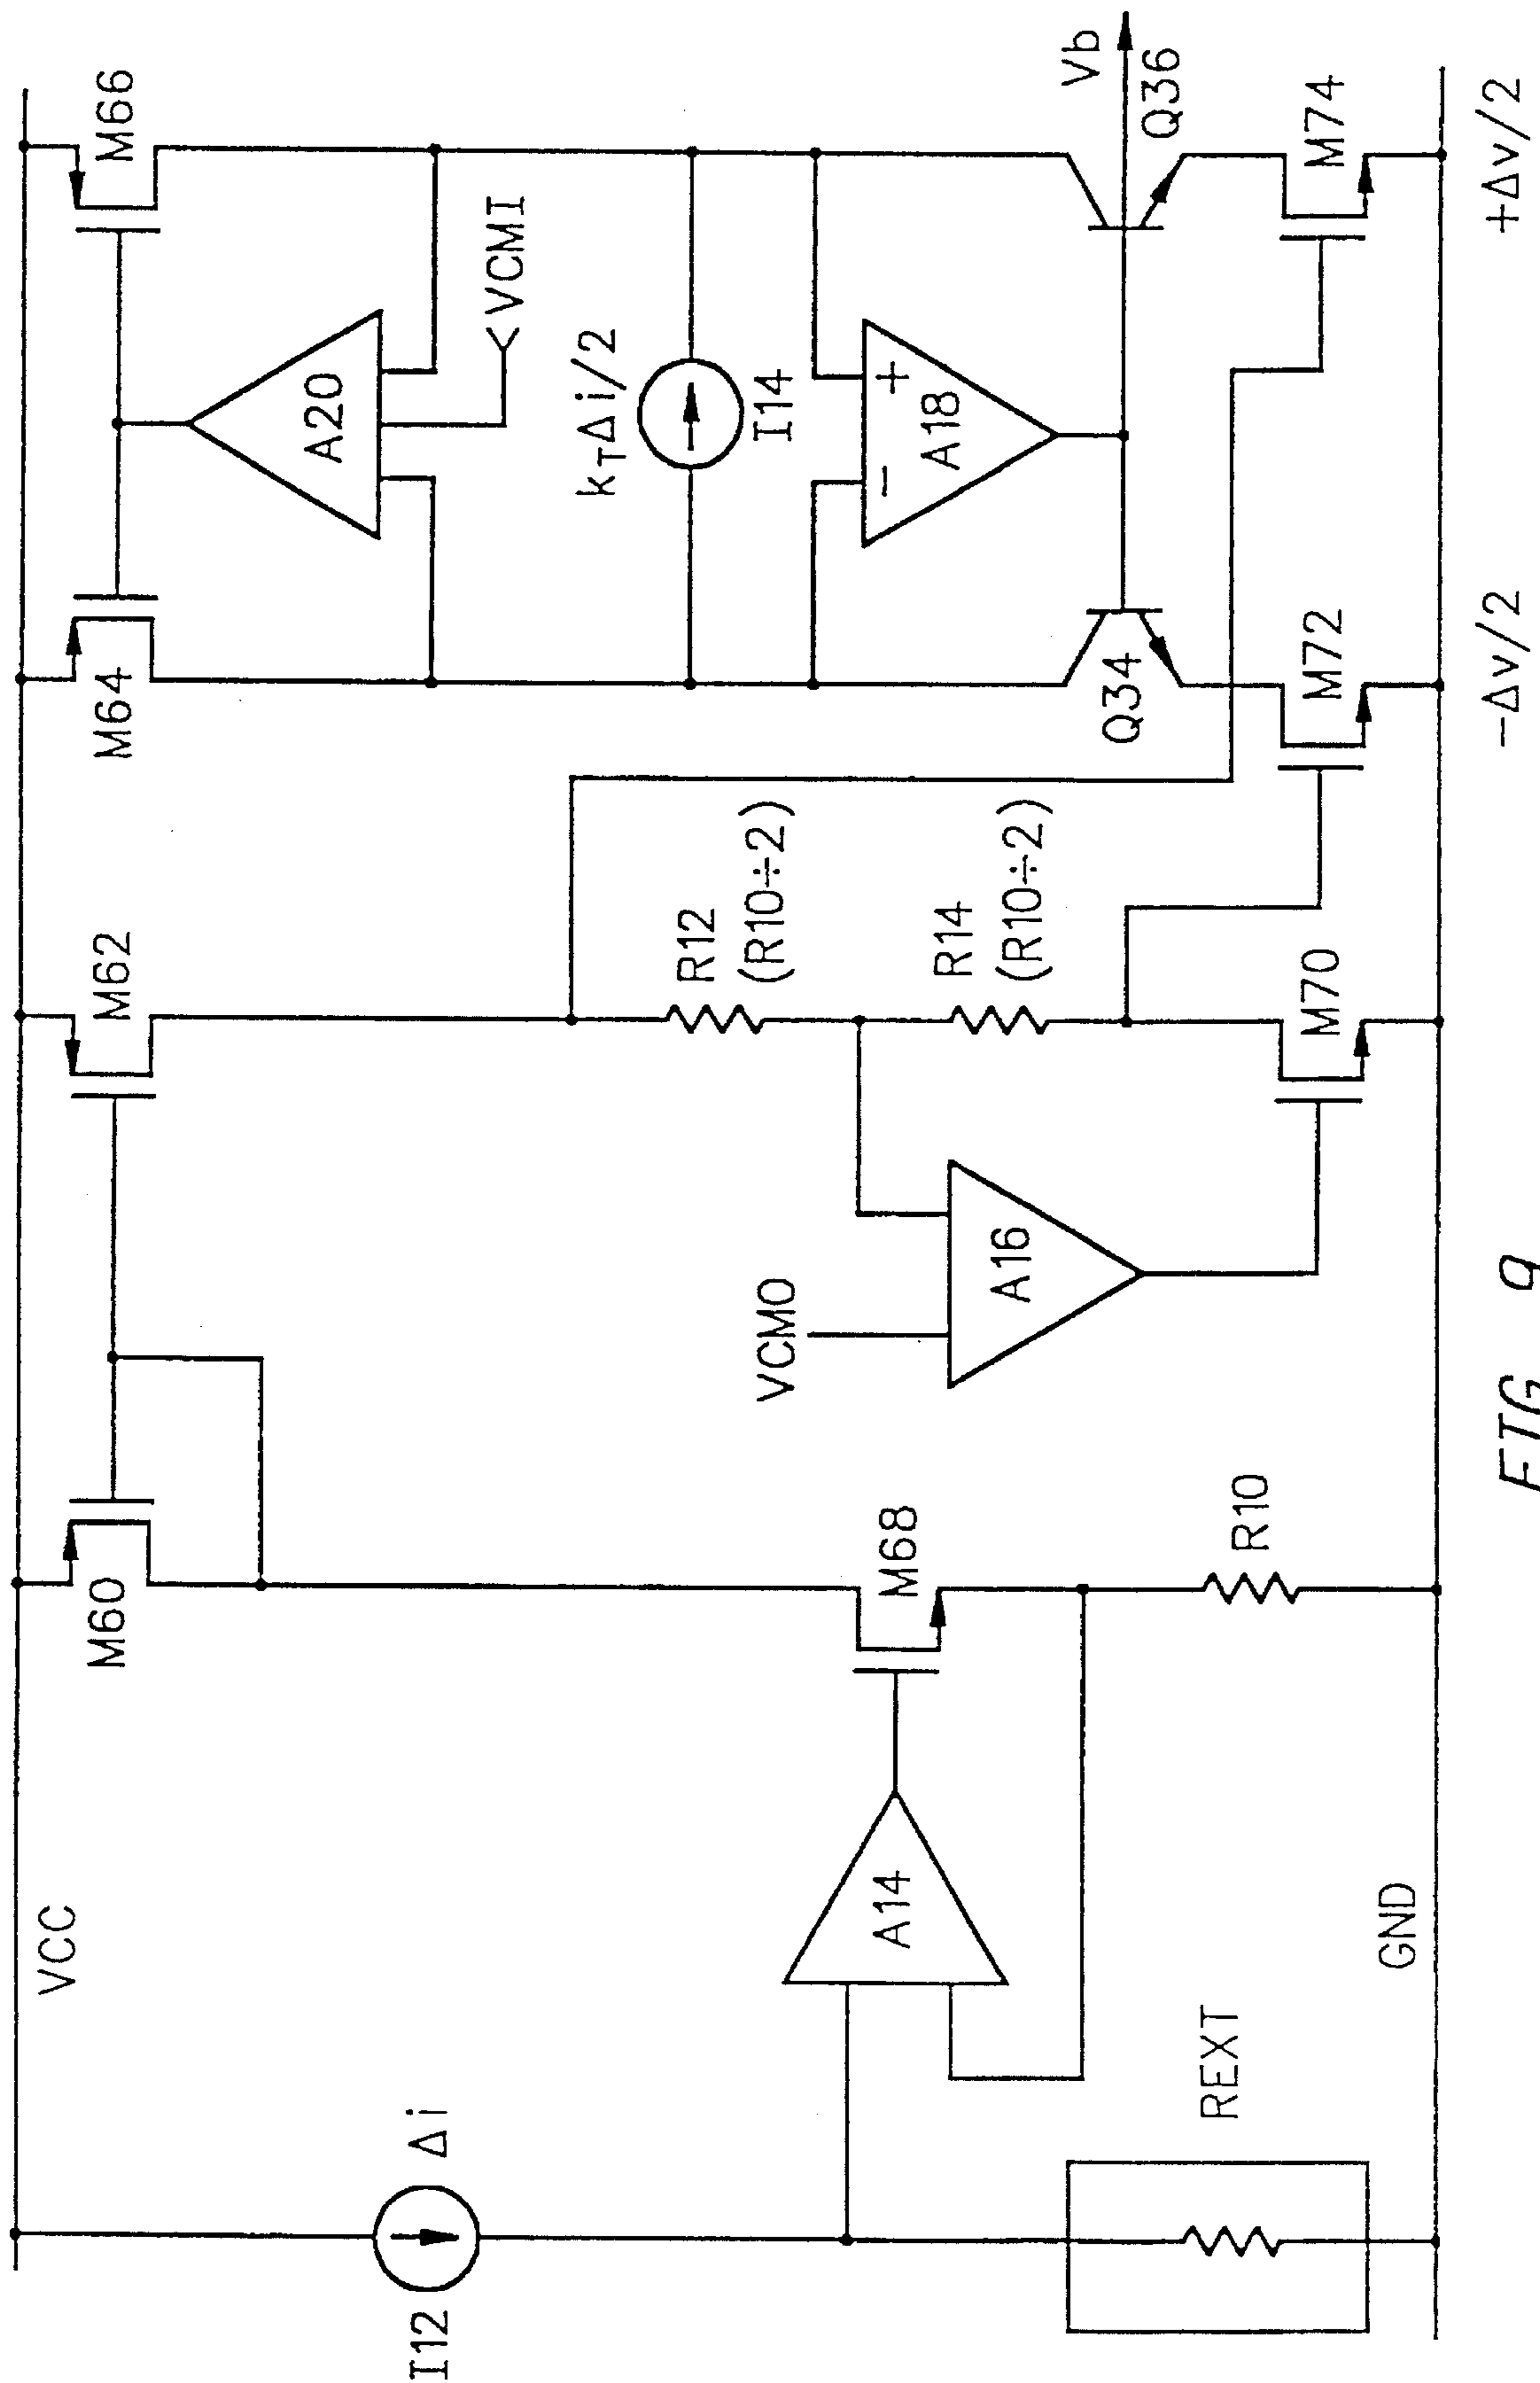 VCC
M60
M62
M64
M66
A20
<VCMI
I12
Δi
kTΔi/2
I14
VCMO
R12
(R10÷2)
A14
M68
A16
R14
(R10÷2)
A18
−
+
Vb
Q34
Q36
REXT
R10
M70
M72
M74
GND
−Δv/2
+Δv/2
FIG. 9